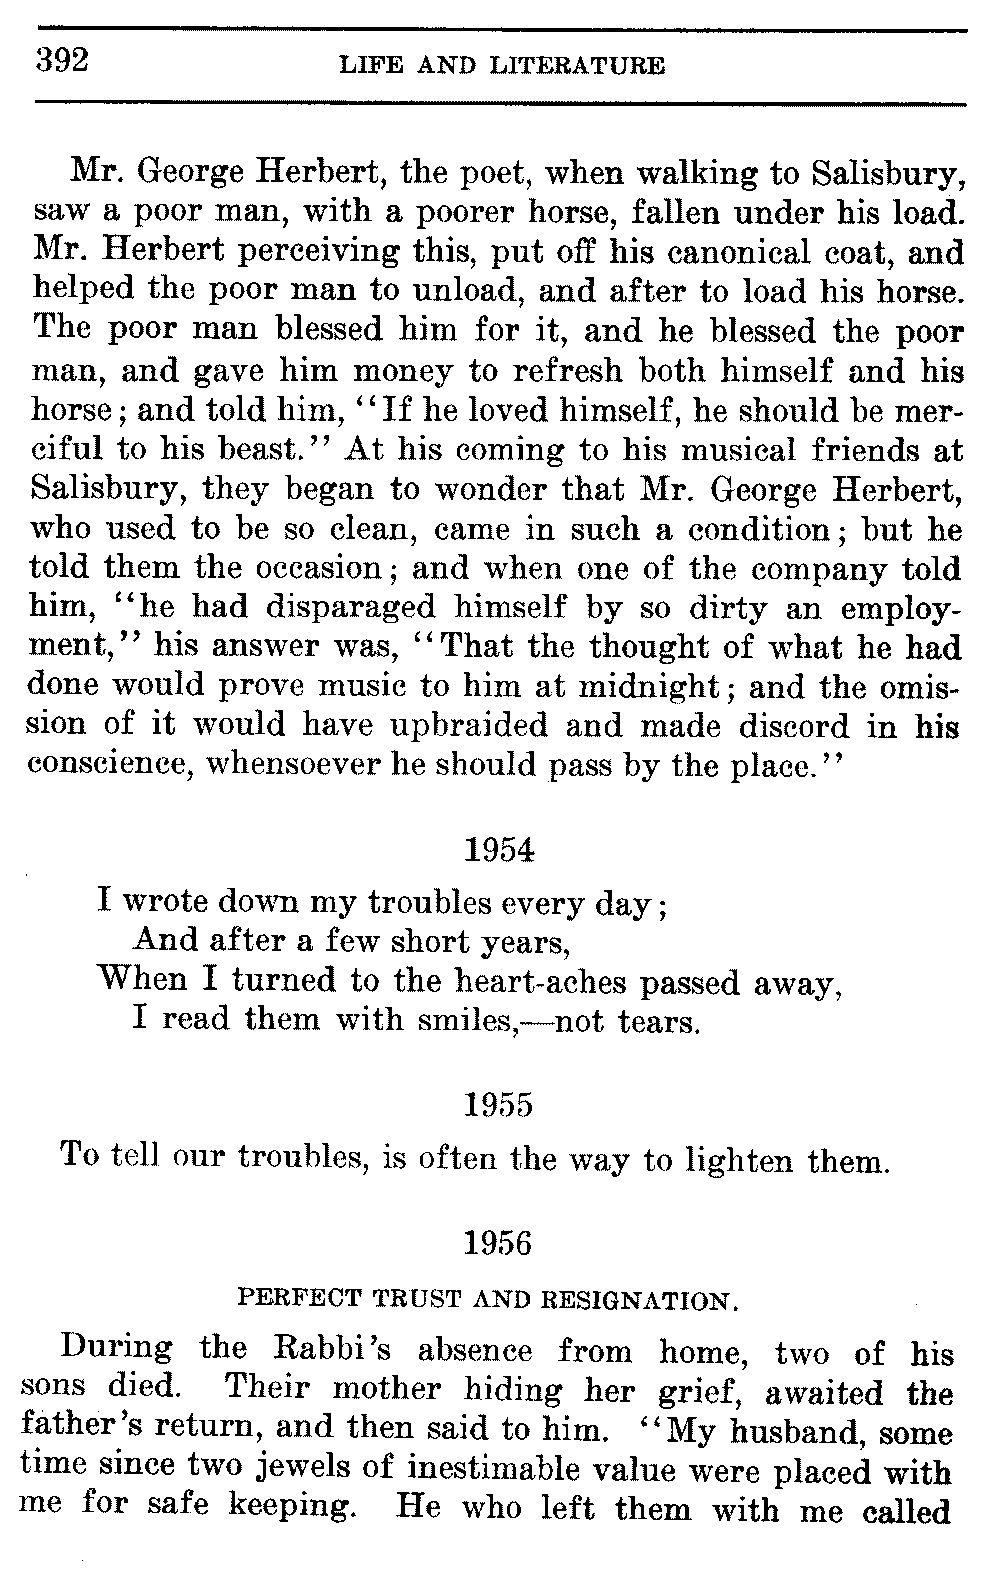 392
LIFE AND LITERATURE
Mr. George Herbert, the poet, when walking to Salisbury,
saw a poor man, with a poorer horse, fallen under his load.
Mr. Herbert perceiving this, put off his canonical coat, and
helped the poor man to unload, and after to load his horse.
The poor man blessed him for it, and he blessed the poor
man, and gave him money to refresh both himself and his
horse; and told him, "If he loved himself, he should be mer-
ciful to his beast." At his coming to his musical friends at
Salisbury, they began to wonder that Mr. George Herbert,
who used to be so clean, came in such a condition; but he
told them the occasion; and when one of the company told
him, "he had disparaged himself by so dirty an employ-
ment," his answer was, "That the thought of what he had
done would prove music to him at midnight; and the omis-
sion of it would have upbraided and made discord in his
conscience, whensoever he should pass by the place."
1954
I wrote down my troubles every day;
And after a few short years,
When I turned to the heart-aches passed away,
I read them with smiles,—not tears.
1955
To tell our troubles, is often the way to lighten them.
1956
PERFECT TRUST AND RESIGNATION.
During the Rabbi's absence from home, two of his
sons died. Their mother hiding her grief, awaited the
father's return, and then said to him. "My husband, some
time since two jewels of inestimable value were placed with
me for safe keeping. He who left them with me called